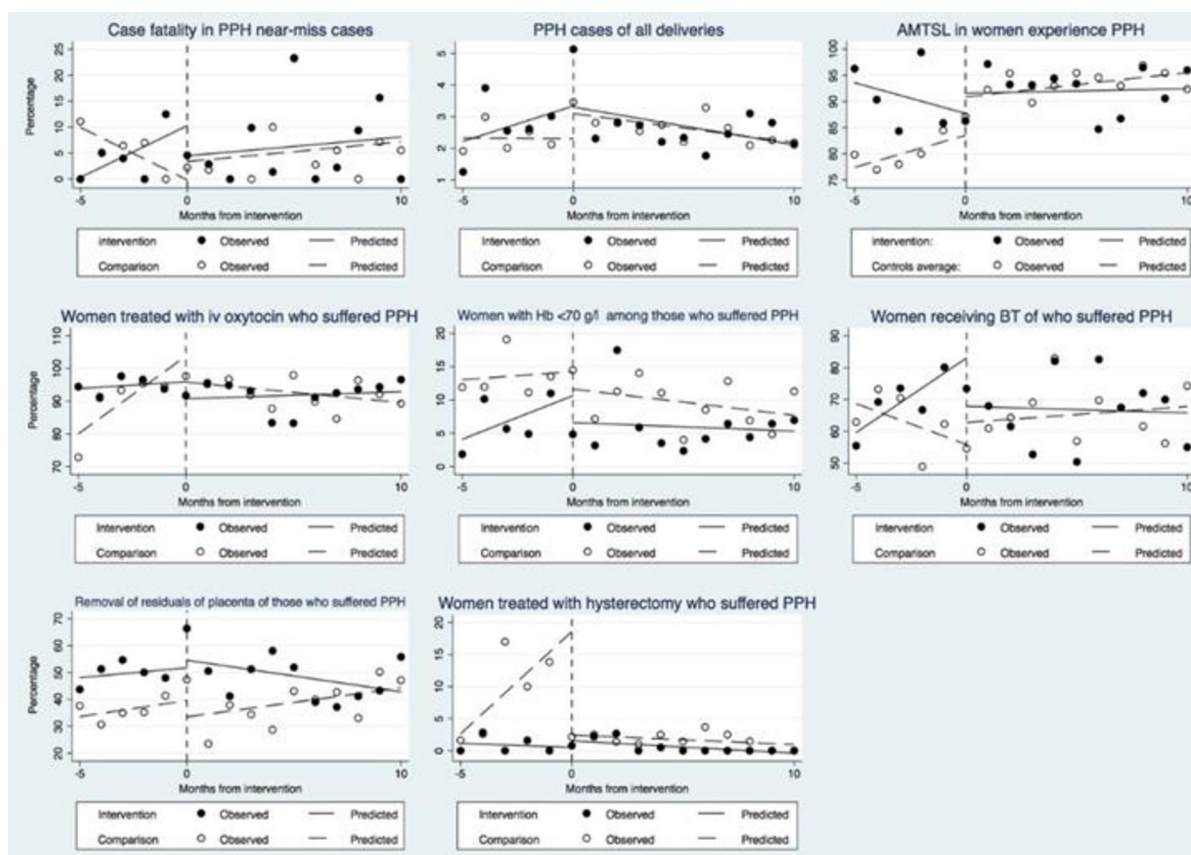 Case fatality in PPH near-miss cases
Percentage
25
20
15
10
5
0
-5 0 10
Months from intervention
Intervention Observed Predicted
Comparison Observed Predicted
PPH cases of all deliveries
5
4
3
2
1
-5 0 10
Months from intervention
Intervention Observed Predicted
Comparison Observed Predicted
AMTSL in women experience PPH
100
95
90
85
80
75
-5 0 10
Months from intervention
intervention: Observed Predicted
Controls average: Observed Predicted
Women treated with iv oxytocin who suffered PPH
110
100
90
80
70
-5 0 10
Months from intervention
Intervention Observed Predicted
Comparison Observed Predicted
Women with Hb <70 g/l among those who suffered PPH
20
15
10
5
0
-5 0 10
Months from intervention
Intervention Observed Predicted
Comparison Observed Predicted
Women receiving BT of who suffered PPH
90
80
70
60
50
-5 0 10
Months from intervention
Intervention Observed Predicted
Comparison Observed Predicted
Removal of residuals of placenta of those who suffered PPH
Percentage
70
60
50
40
30
20
-5 0 10
Months from intervention
Intervention Observed Predicted
Comparison Observed Predicted
Women treated with hysterectomy who suffered PPH
20
15
10
5
0
-5 0 10
Months from intervention
Intervention Observed Predicted
Comparison Observed Predicted